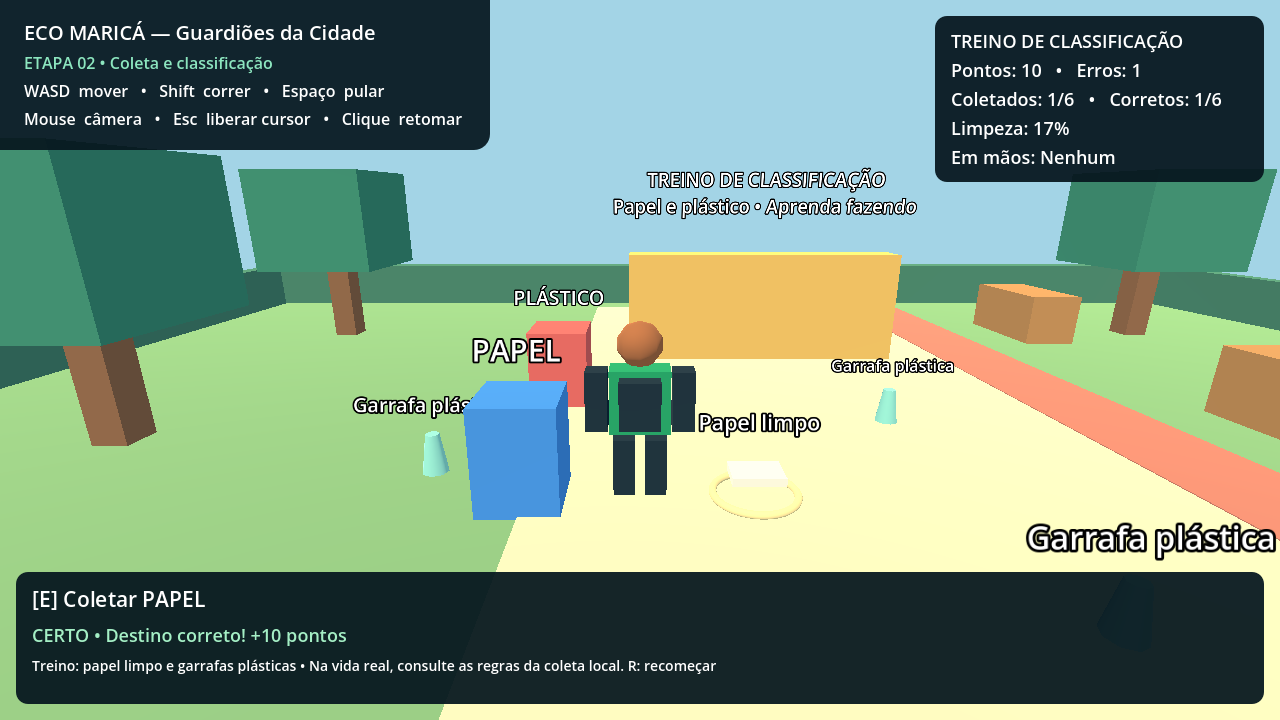 ECO MARICÁ — Guardiões da Cidade
ETAPA 02 • Coleta e classificação
WASD mover • Shift correr • Espaço pular
Mouse câmera • Esc liberar cursor • Clique retomar
TREINO DE CLASSIFICAÇÃO
Pontos: 10 • Erros: 1
Coletados: 1/6 • Corretos: 1/6
Limpeza: 17%
Em mãos: Nenhum
TREINO DE CLASSIFICAÇÃO
Papel e plástico • Aprenda fazendo
PLÁSTICO
PAPEL
Garrafa plástica
Garrafa plás
Papel limpo
Garrafa plástica
[E] Coletar PAPEL
CERTO • Destino correto! +10 pontos
Treino: papel limpo e garrafas plásticas • Na vida real, consulte as regras da coleta local. R: recomeçar